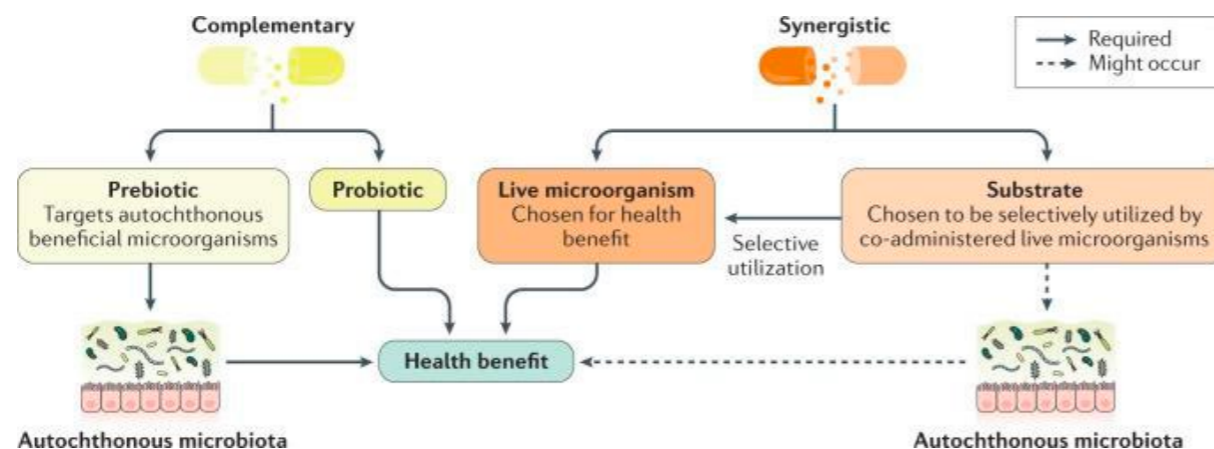 Complementary
Synergistic
Required
Might occur
Prebiotic
Targets autochthonous
beneficial microorganisms
Probiotic
Live microorganism
Chosen for health
benefit
Substrate
Chosen to be selectively utilized by
co-administered live microorganisms
Selective
utilization
Health benefit
Autochthonous microbiota
Autochthonous microbiota